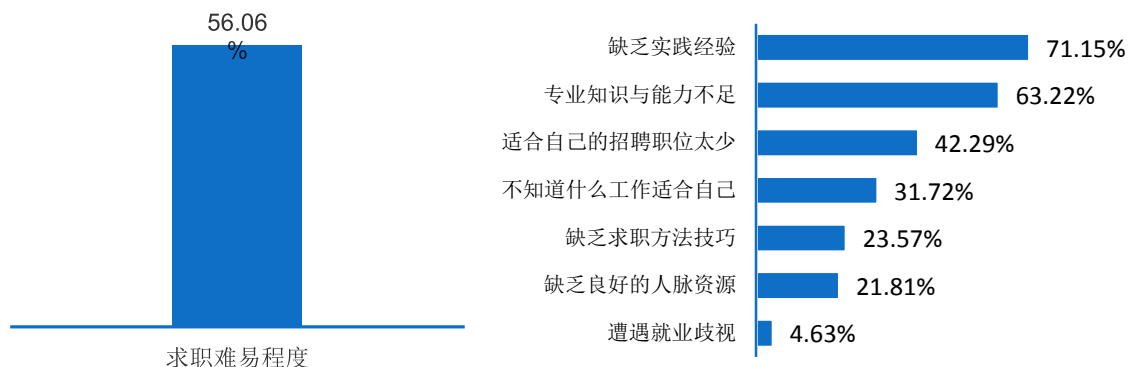 56.06
%
求职难易程度
缺乏实践经验 71.15%
专业知识与能力不足 63.22%
适合自己的招聘职位太少 42.29%
不知道什么工作适合自己 31.72%
缺乏求职方法技巧 23.57%
缺乏良好的人脉资源 21.81%
遭遇就业歧视 4.63%